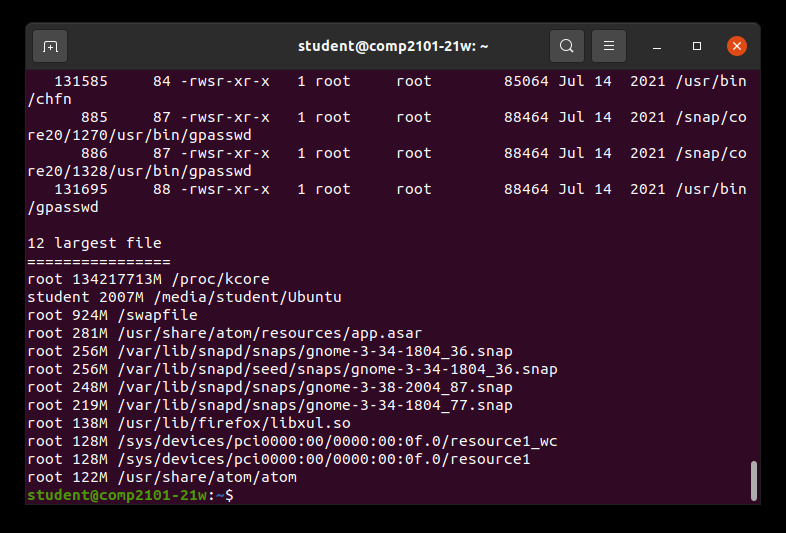 student@comp2101-21w: ~
131585     84 -rwsr-xr-x   1 root     root        85064 Jul 14  2021 /usr/bin
/chfn
885     87 -rwsr-xr-x   1 root     root        88464 Jul 14  2021 /snap/co
re20/1270/usr/bin/gpasswd
886     87 -rwsr-xr-x   1 root     root        88464 Jul 14  2021 /snap/co
re20/1328/usr/bin/gpasswd
131695     88 -rwsr-xr-x   1 root     root        88464 Jul 14  2021 /usr/bin
/gpasswd
12 largest file
================
root 134217713M /proc/kcore
student 2007M /media/student/Ubuntu
root 924M /swapfile
root 281M /usr/share/atom/resources/app.asar
root 256M /var/lib/snapd/snaps/gnome-3-34-1804_36.snap
root 256M /var/lib/snapd/seed/snaps/gnome-3-34-1804_36.snap
root 248M /var/lib/snapd/snaps/gnome-3-38-2004_87.snap
root 219M /var/lib/snapd/snaps/gnome-3-34-1804_77.snap
root 138M /usr/lib/firefox/libxul.so
root 128M /sys/devices/pci0000:00/0000:00:0f.0/resource1_wc
root 128M /sys/devices/pci0000:00/0000:00:0f.0/resource1
root 122M /usr/share/atom/atom
student@comp2101-21w:~$